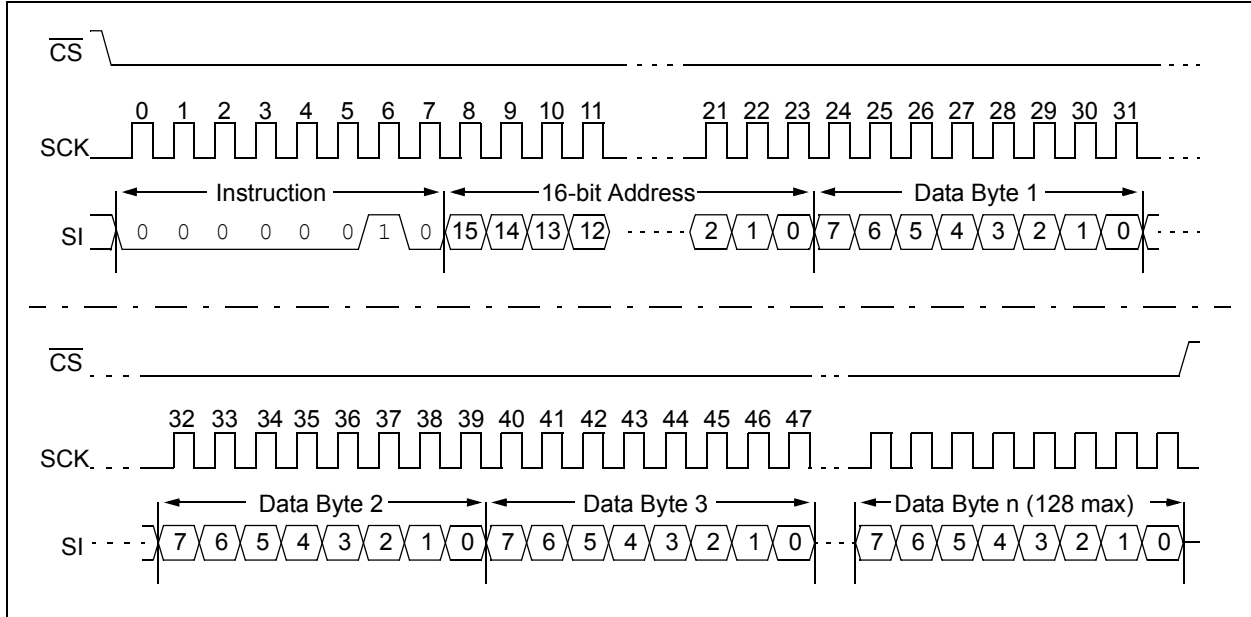 CS
0 1 2 3 4 5 6 7 8 9 10 11 21 22 23 24 25 26 27 28 29 30 31
SCK
Instruction 16-bit Address Data Byte 1
SI 0 0 0 0 0 0 1 0 15 14 13 12 2 1 0 7 6 5 4 3 2 1 0
CS
32 33 34 35 36 37 38 39 40 41 42 43 44 45 46 47
SCK
Data Byte 2 Data Byte 3 Data Byte n (128 max)
SI 7 6 5 4 3 2 1 0 7 6 5 4 3 2 1 0 7 6 5 4 3 2 1 0